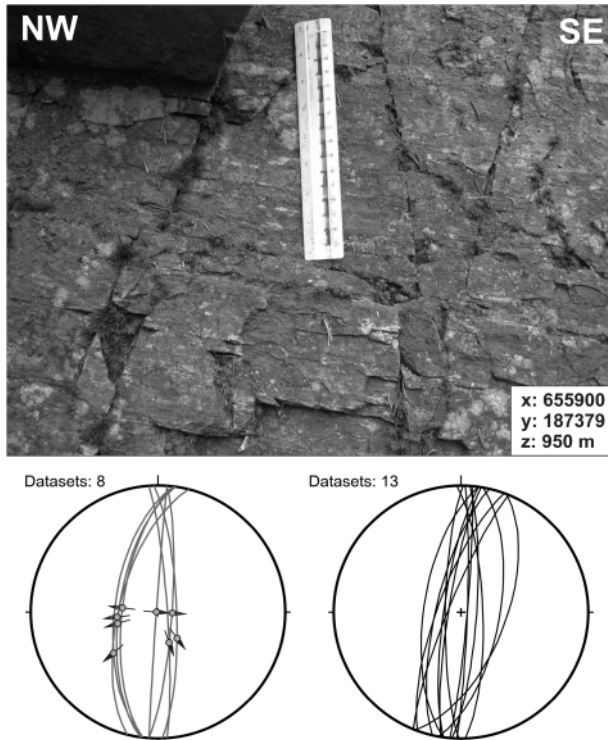 NW
SE
x: 655900
y: 187379
z: 950 m
Datasets: 8
Datasets: 13